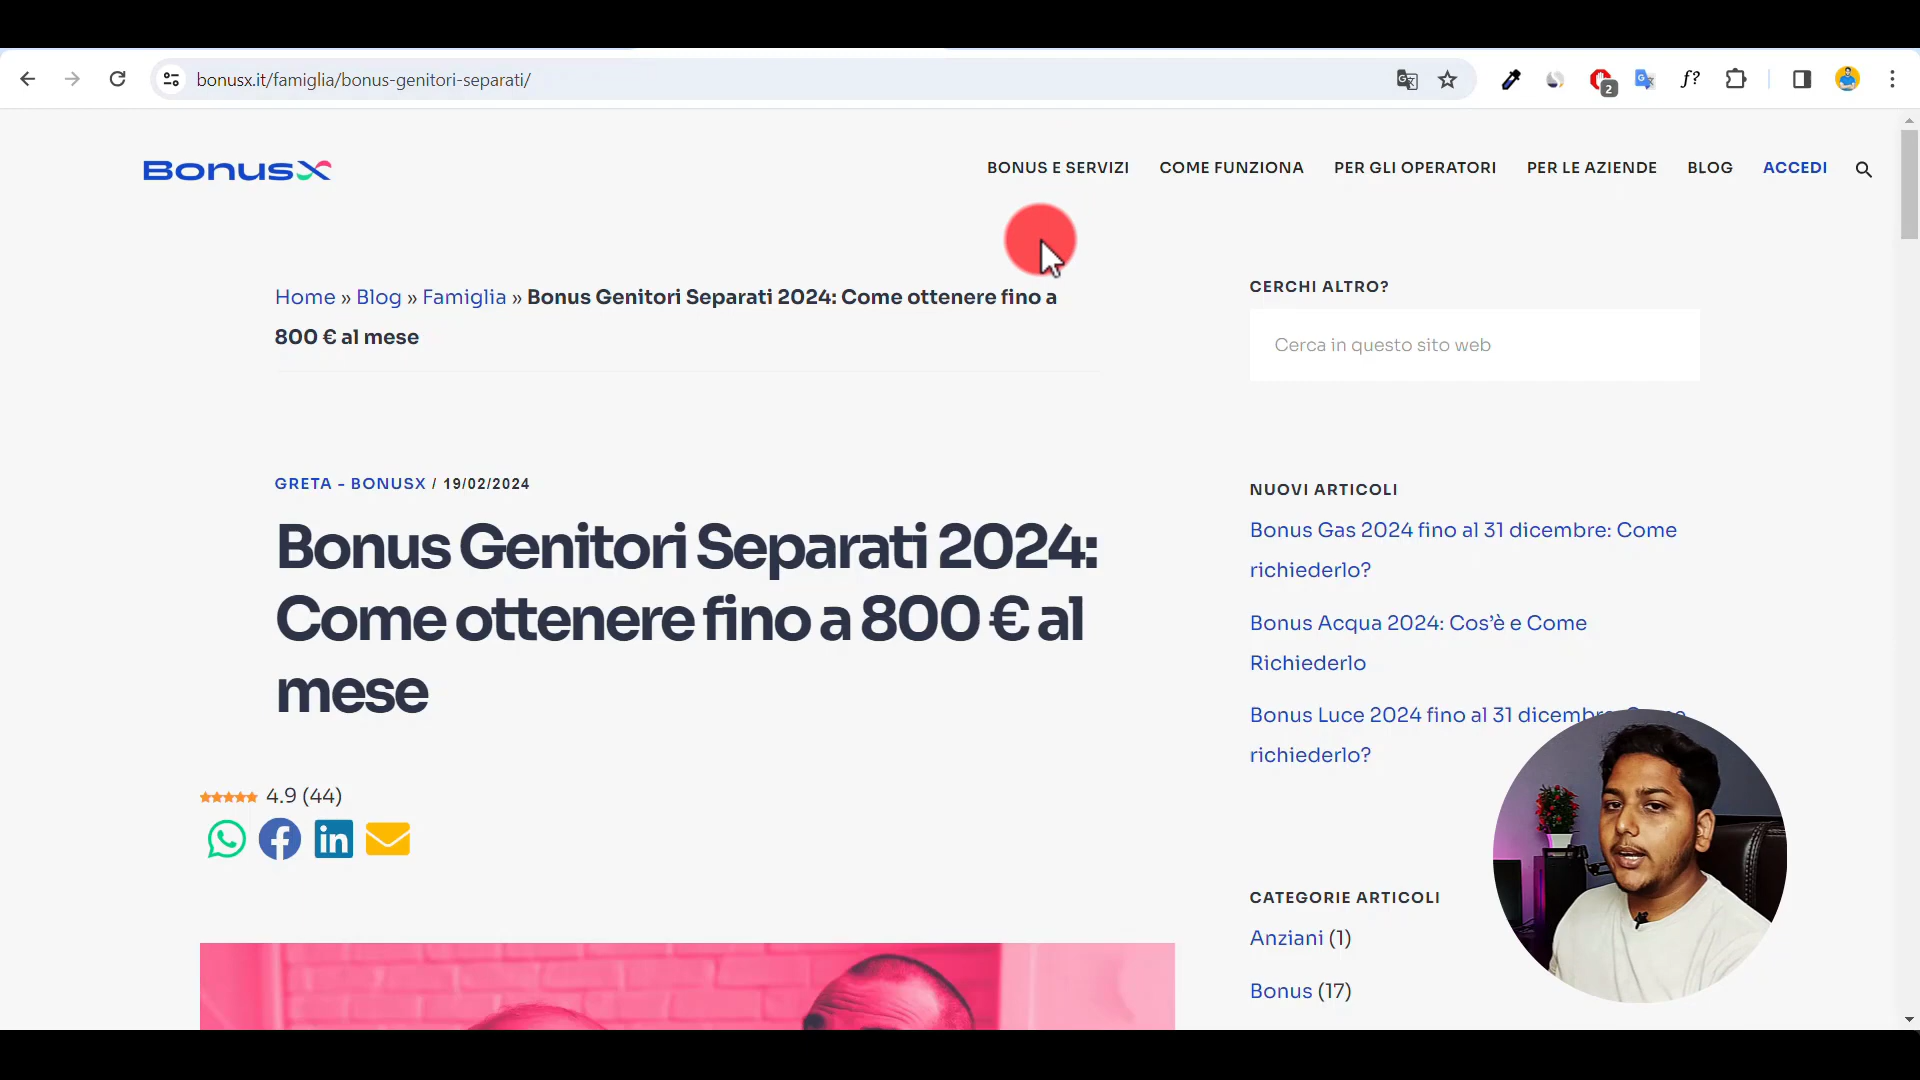 bonusx.it/famiglia/bonus-genitori-separati/
2
f?
BonusX
BONUS E SERVIZI COME FUNZIONA PER GLI OPERATORI PER LE AZIENDE BLOG ACCEDI
Home » Blog » Famiglia » Bonus Genitori Separati 2024: Come ottenere fino a
800 € al mese
GRETA - BONUSX / 19/02/2024
Bonus Genitori Separati 2024:
Come ottenere fino a 800 € al
mese
4.9 (44)
in
CERCHI ALTRO?
Cerca in questo sito web
NUOVI ARTICOLI
Bonus Gas 2024 fino al 31 dicembre: Come
richiederlo?
Bonus Acqua 2024: Cos’è e Come
Richiederlo
Bonus Luce 2024 fino al 31 dicembre: Come
richiederlo?
CATEGORIE ARTICOLI
Anziani (1)
Bonus (17)